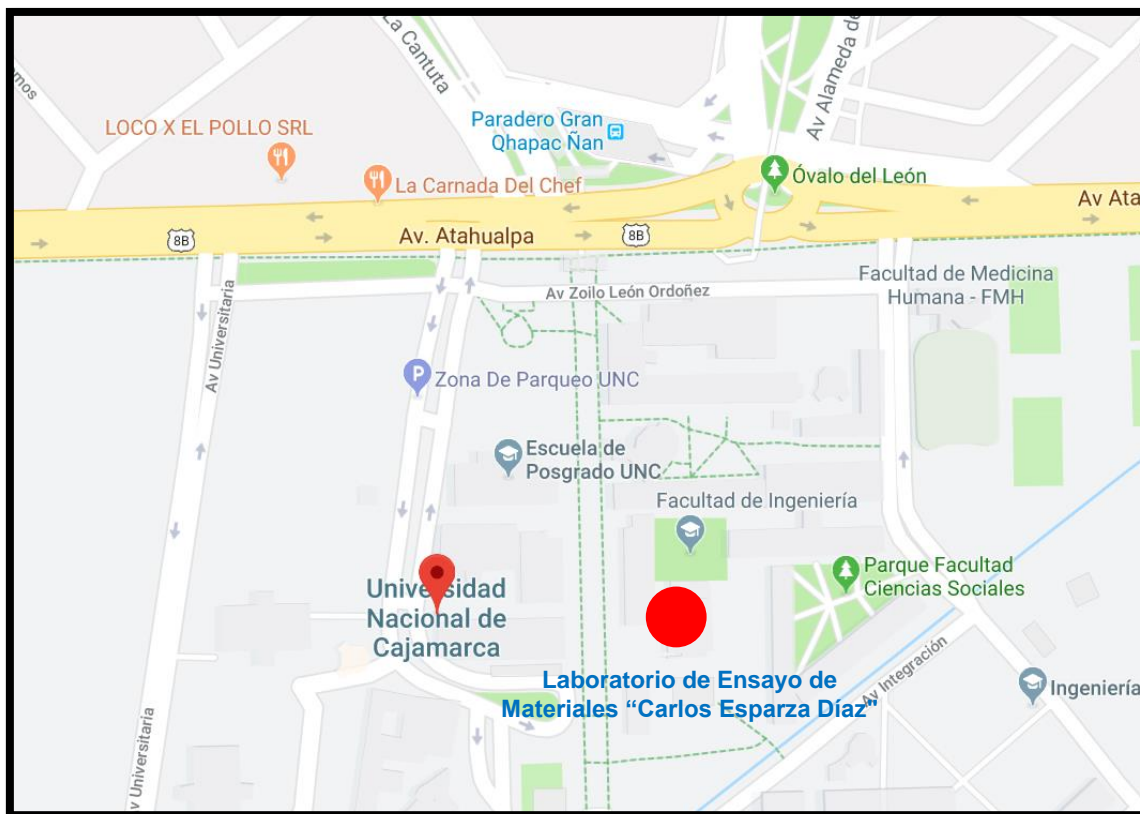 La Cantuta
Av Alameda de
mos
LOCO X EL POLLO SRL
Paradero Gran
Qhapac Ñan
La Carnada Del Chef
Óvalo del León
Av Ata
8B
Av. Atahualpa
8B
Facultad de Medicina
Humana - FMH
Av Universitaria
Av Zoilo León Ordoñez
P
Zona De Parqueo UNC
Escuela de
Posgrado UNC
Facultad de Ingeniería
Universidad
Nacional de
Cajamarca
Parque Facultad
Ciencias Sociales
Laboratorio de Ensayo de
Materiales “Carlos Esparza Díaz"
Av Integración
Ingeniería
v Universitaria